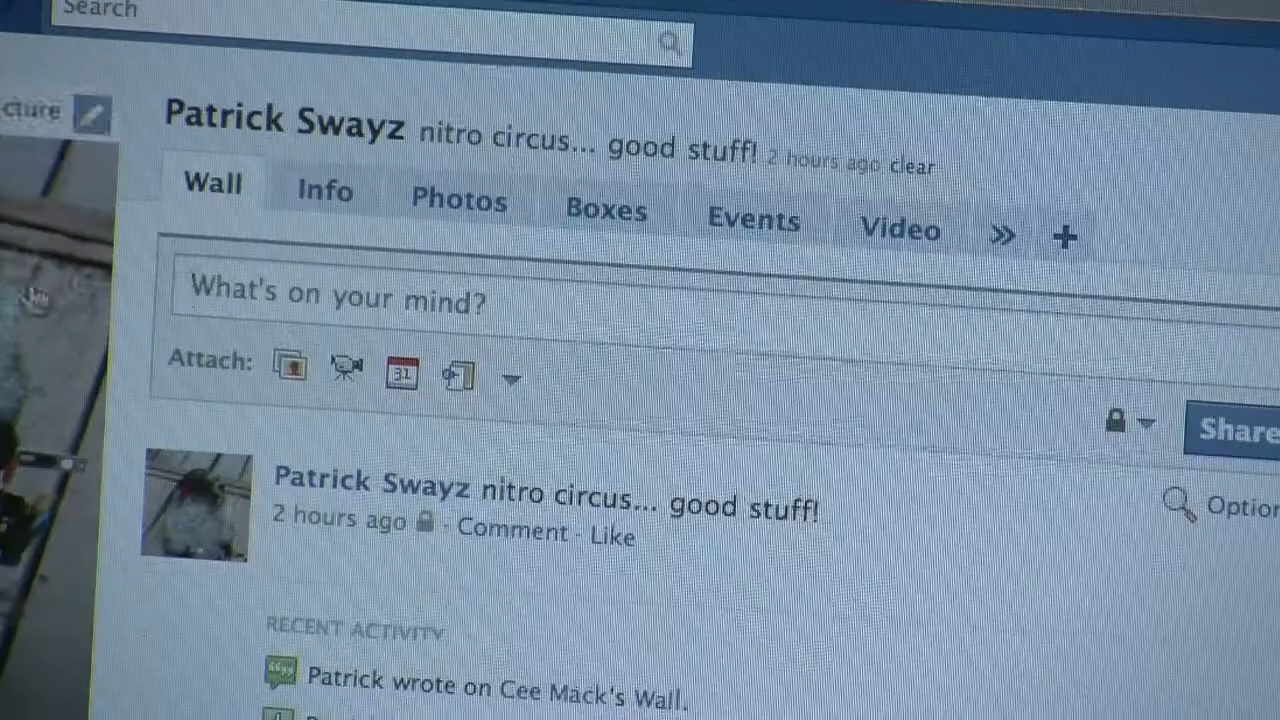 Search
cture
Patrick Swayz nitro circus... good stuff! 2 hours ago clear
Wall Info Photos Boxes Events Video >> +
What's on your mind?
Attach: 31
Share
Patrick Swayz nitro circus... good stuff!
2 hours ago · Comment · Like
Option
RECENT ACTIVITY
Patrick wrote on Cee Mack's Wall.